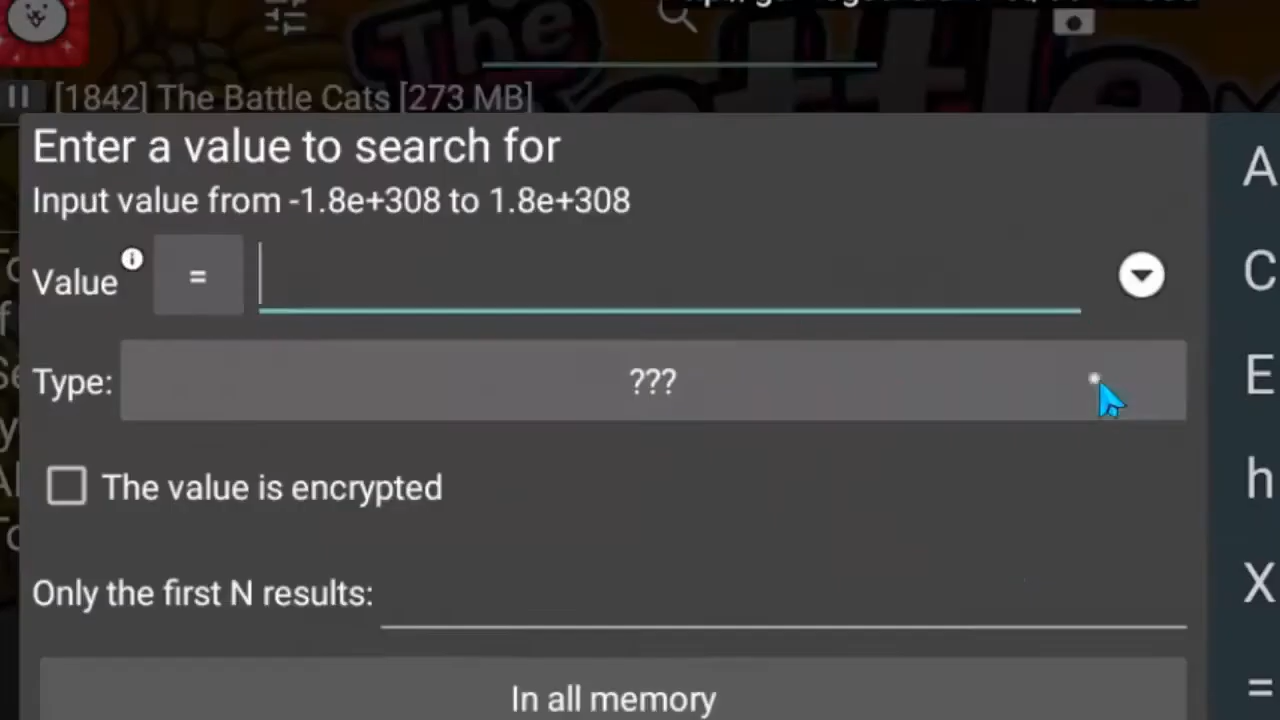 The
[1842] The Battle Cats [273 MB]
Enter a value to search for
Input value from -1.8e+308 to 1.8e+308
Value
=
Type:
???
The value is encrypted
Only the first N results:
In all memory
A
C
E
h
X
=